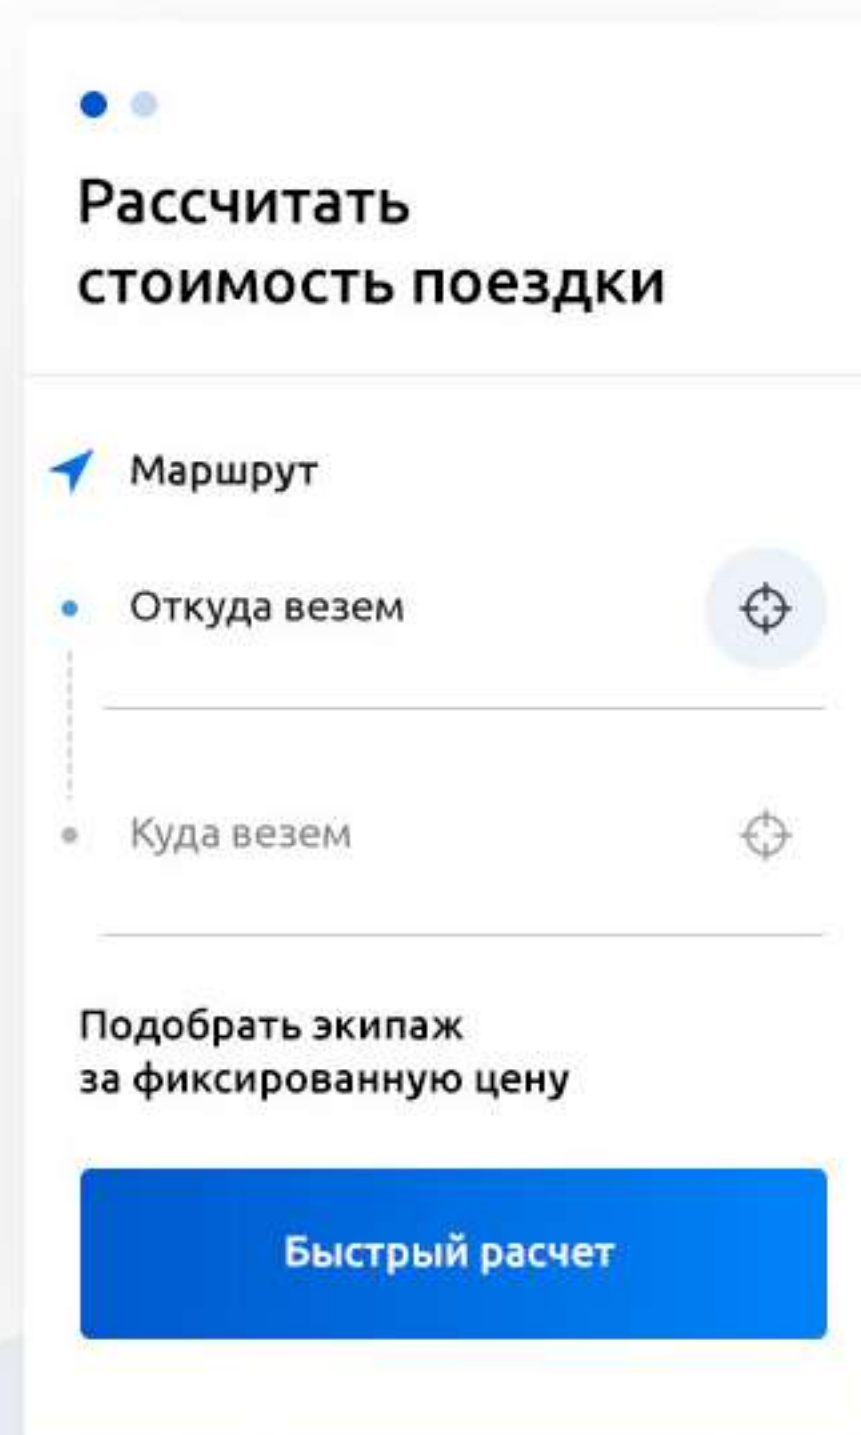 Рассчитать
стоимость поездки
Маршрут
Откуда везем
Куда везем
Подобрать экипаж
за фиксированную цену
Быстрый расчет